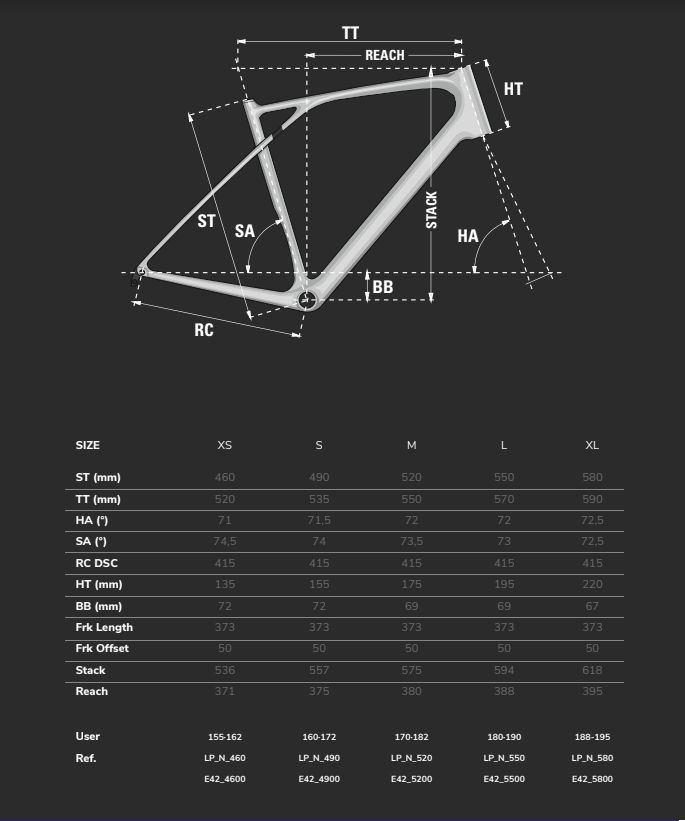 TT
REACH
HT
ST
SA
STACK
HA
BB
RC
SIZE XS S M L XL
ST (mm) 460 490 520 550 580
TT (mm) 520 535 550 570 590
HA (º) 71 71,5 72 72 72,5
SA (º) 74,5 74 73,5 73 72,5
RC DSC 415 415 415 415 415
HT (mm) 135 155 175 195 220
BB (mm) 72 72 69 69 67
Frk Length 373 373 373 373 373
Frk Offset 50 50 50 50 50
Stack 536 557 575 594 618
Reach 371 375 380 388 395
User 155-162 160-172 170-182 180-190 188-195
Ref. LP_N_460 LP_N_490 LP_N_520 LP_N_550 LP_N_580
E42_4600 E42_4900 E42_5200 E42_5500 E42_5800